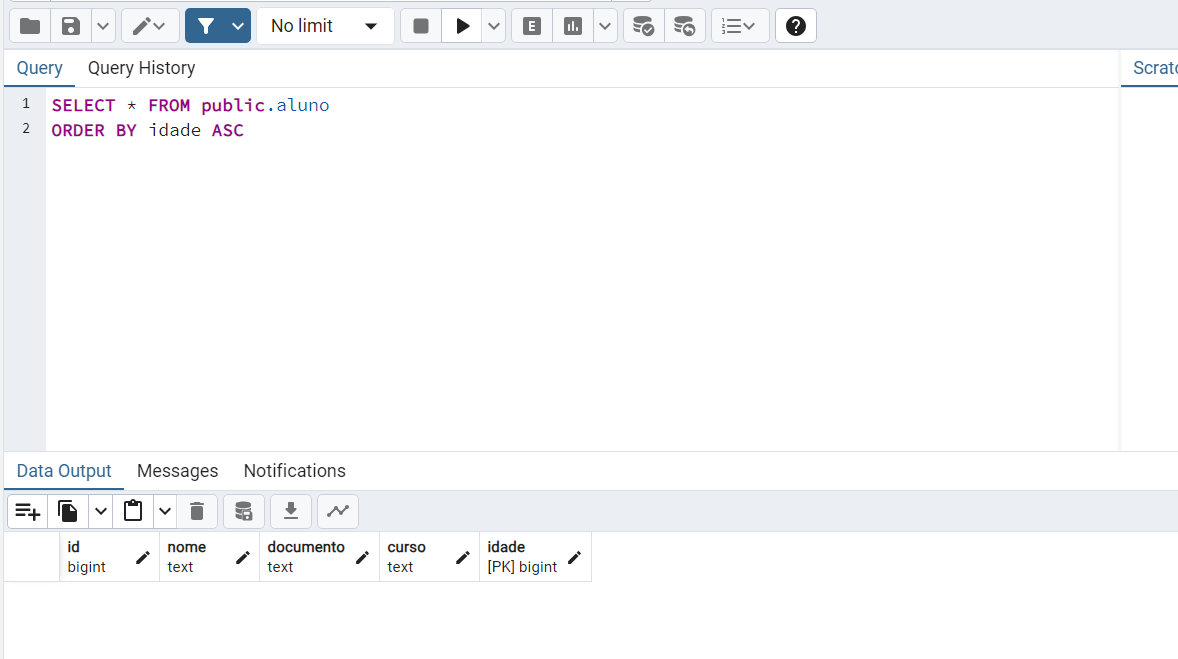 No limit
E
Query
Query History
Scrat
1
SELECT * FROM public.aluno
2
ORDER BY idade ASC
Data Output
Messages
Notifications
id
bigint
nome
text
documento
text
curso
text
idade
[PK] bigint